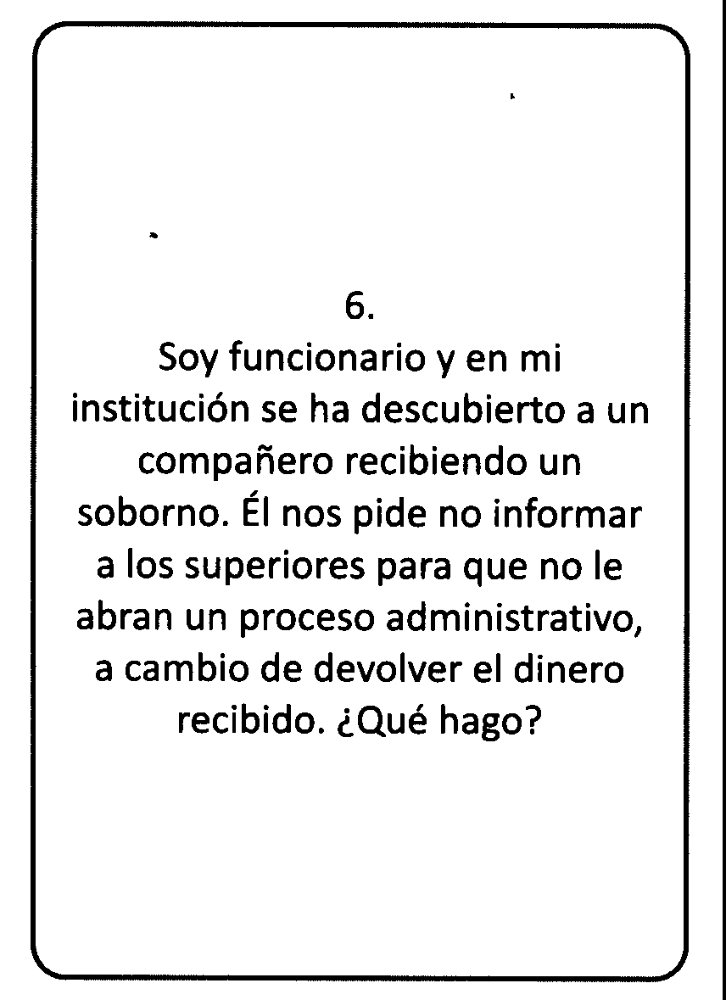 6.
Soy funcionario y en mi
institución se ha descubierto a un
compañero recibiendo un
soborno. Él nos pide no informar
a los superiores para que no le
abran un proceso administrativo,
a cambio de devolver el dinero
recibido. ¿Qué hago?